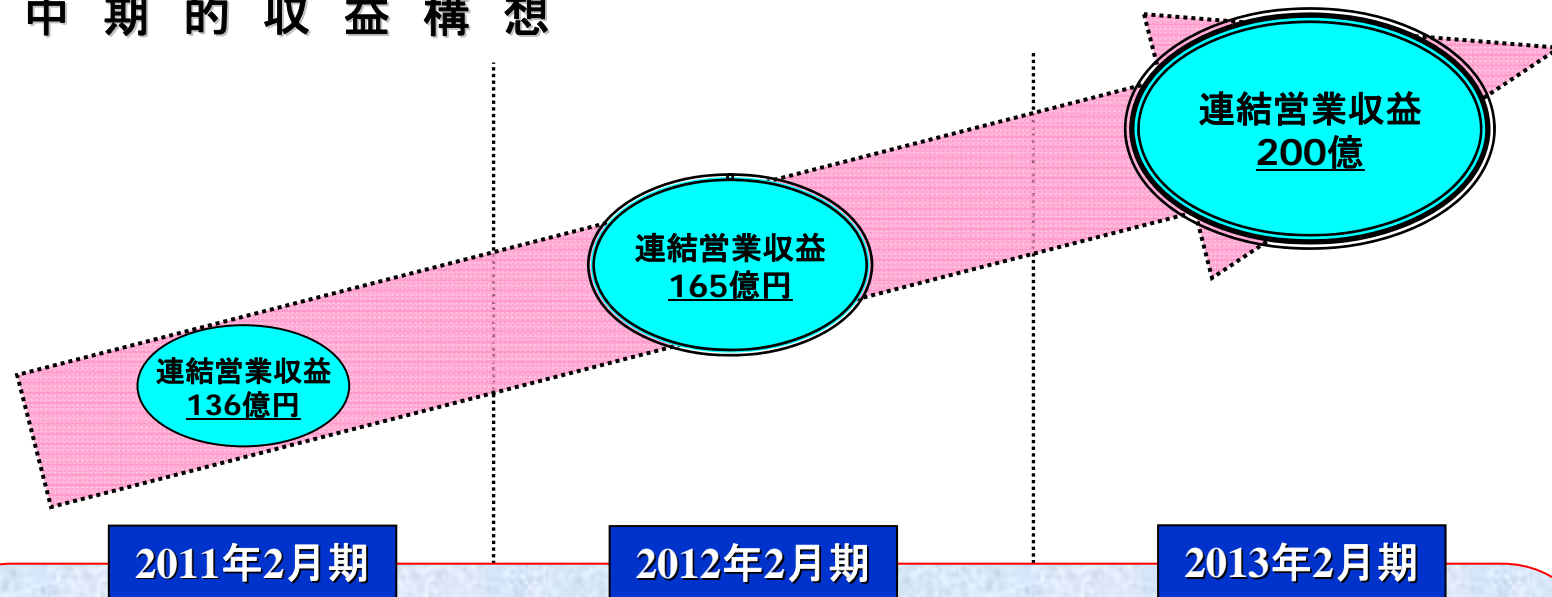 中期的収益構想
連結営業収益
200億
連結営業収益
165億円
連結営業収益
136億円
2011年2月期
2012年2月期
2013年2月期